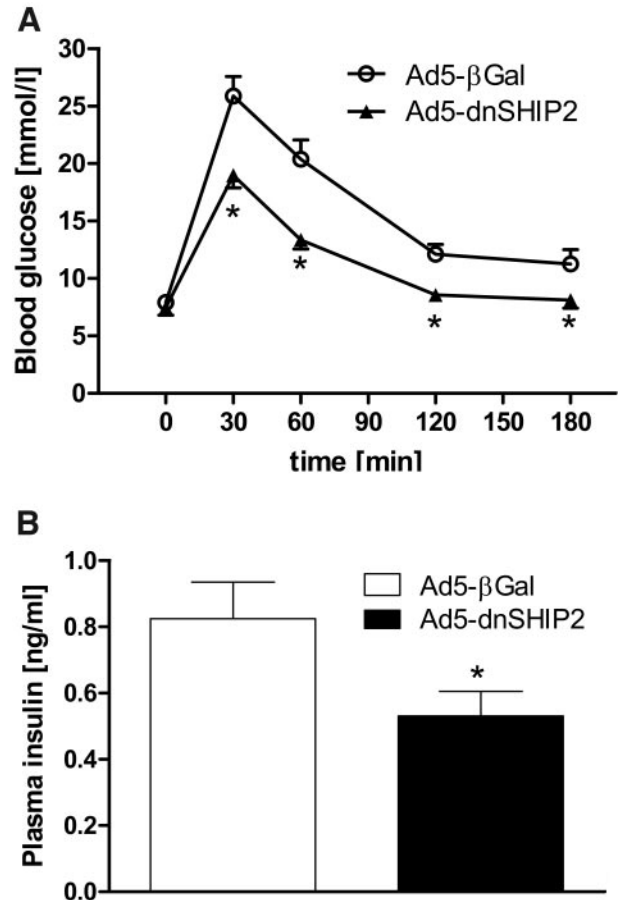 A
Blood glucose [mmol/l]
30
25
20
15
10
5
0
Ad5-βGal
Ad5-dnSHIP2
*
*
*
*
0 30 60 90 120 150 180
time [min]
B
Plasma insulin [ng/ml]
1.0
0.8
0.6
0.4
0.2
0.0
Ad5-βGal
Ad5-dnSHIP2
*